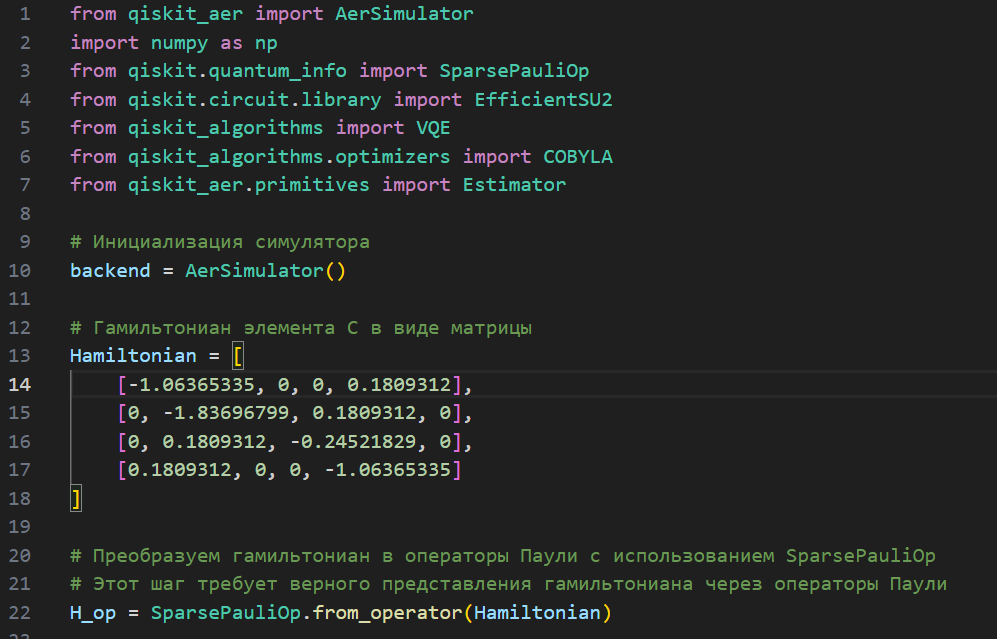 1 from qiskit_aer import AerSimulator
2 import numpy as np
3 from qiskit.quantum_info import SparsePauliOp
4 from qiskit.circuit.library import EfficientSU2
5 from qiskit_algorithms import VQE
6 from qiskit_algorithms.optimizers import COBYLA
7 from qiskit_aer.primitives import Estimator
8
9 # Инициализация симулятора
10 backend = AerSimulator()
11
12 # Гамильтониан элемента C в виде матрицы
13 Hamiltonian = [
14     [-1.06365335, 0, 0, 0.1809312],
15     [0, -1.83696799, 0.1809312, 0],
16     [0, 0.1809312, -0.24521829, 0],
17     [0.1809312, 0, 0, -1.06365335]
18 ]
19
20 # Преобразуем гамильтониан в операторы Паули с использованием SparsePauliOp
21 # Этот шаг требует верного представления гамильтониана через операторы Паули
22 H_op = SparsePauliOp.from_operator(Hamiltonian)